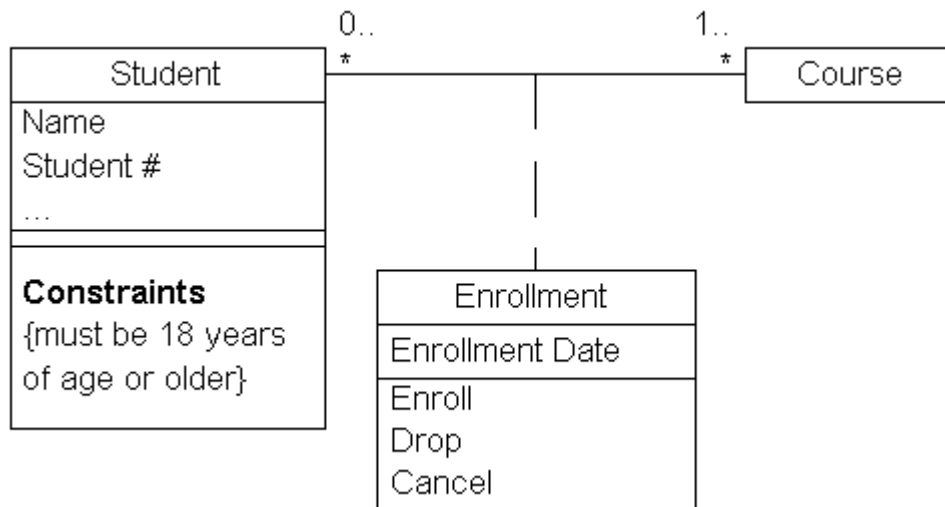 0.. 1..
* *
Student
Course
Name
Student #
...
Constraints
{must be 18 years
of age or older}
Enrollment
Enrollment Date
Enroll
Drop
Cancel